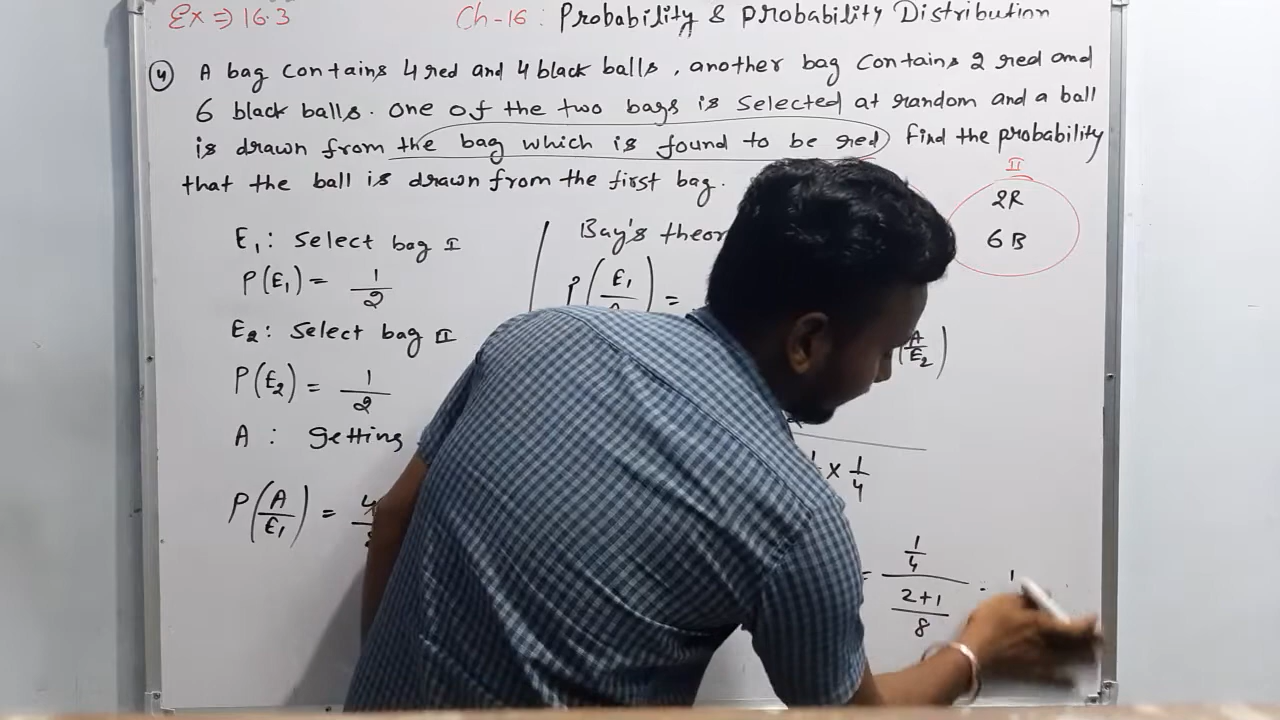 Ex ⇒ 16.3 Ch-16 : Probability & Probability Distribution
(4) A bag contains 4 red and 4 black balls, another bag contains 2 red and
6 black balls. One of the two bags is selected at random and a ball
is drawn from the bag which is found to be red. Find the probability
that the ball is drawn from the first bag.
II
2R
6B
E₁: Select bag I
P(E₁) = 1/2
E₂: Select bag II
P(E₂) = 1/2
A : Getting
P(A/E₁) = 4
Bay's theor
P(E₁/ =
(A/E₂)
× 1/4
= (1/4)/((2+1)/8) = 1